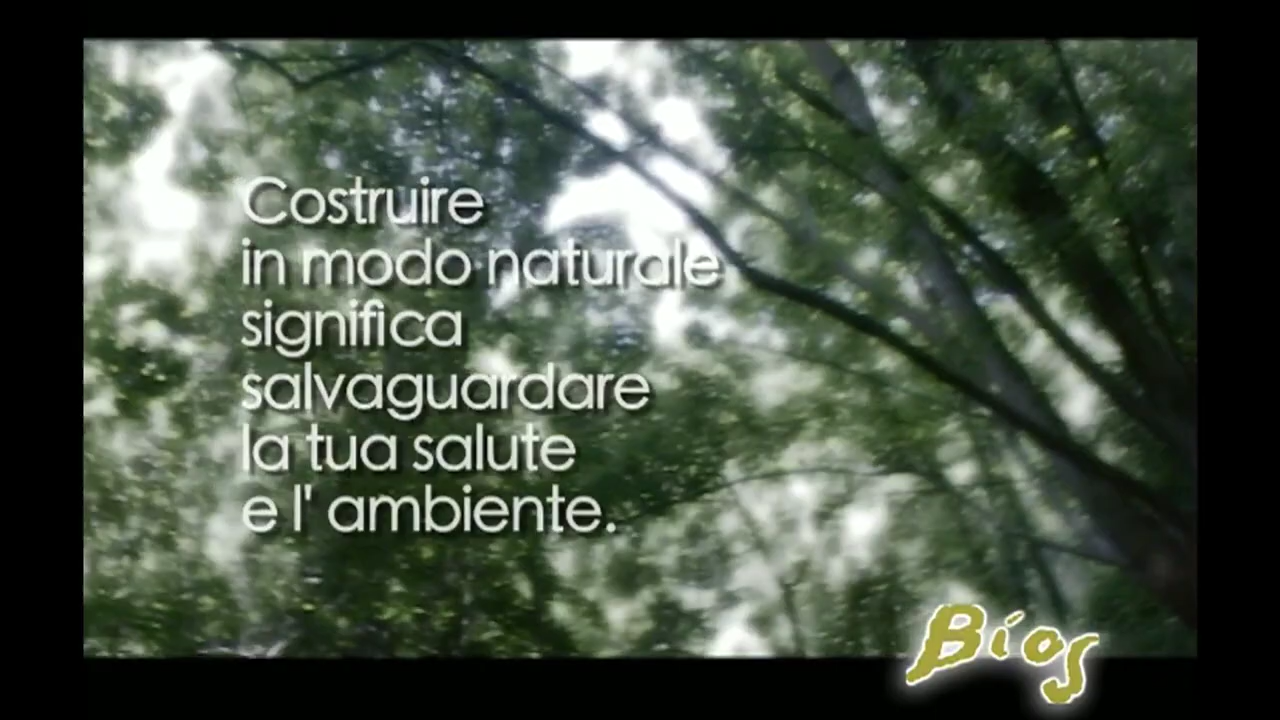 Costruire
in modo naturale
significa
salvaguardare
la tua salute
e l' ambiente.
Bios